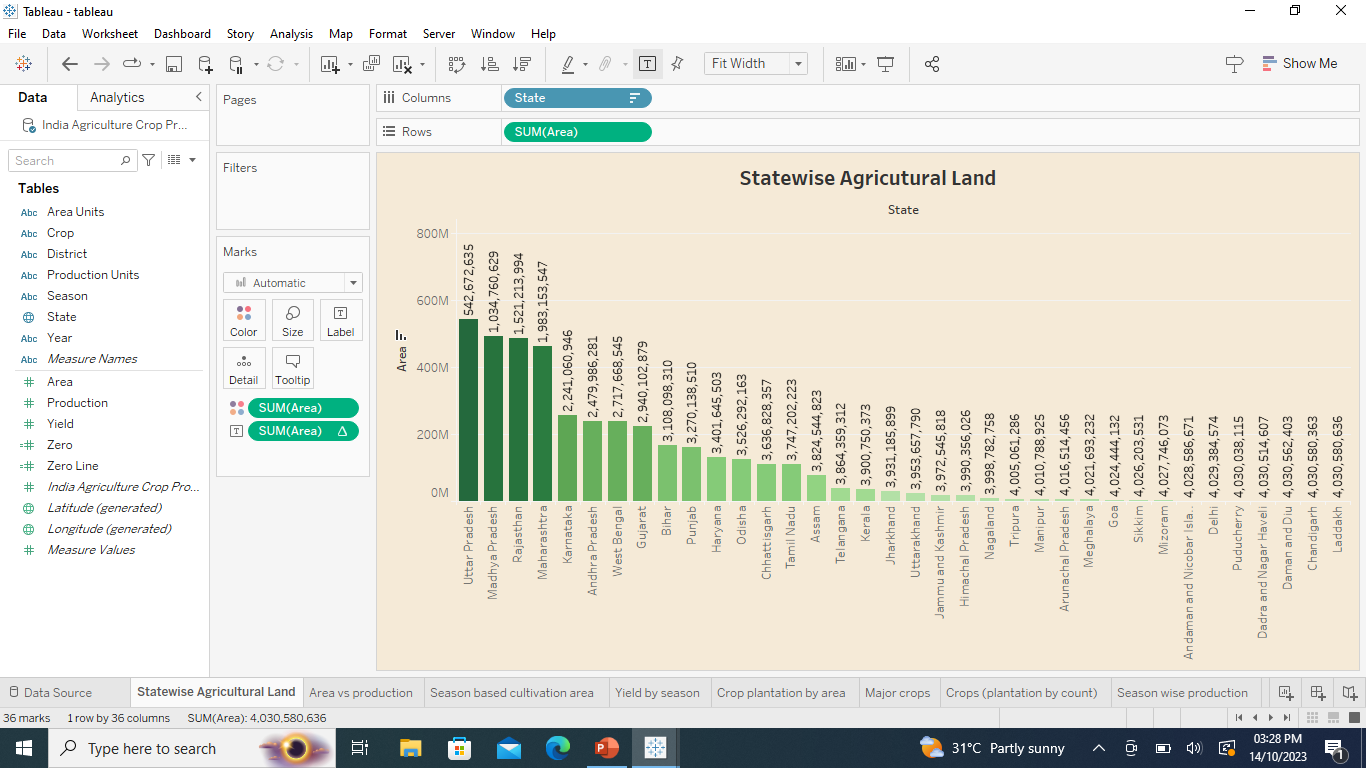 Tableau - tableau
File Data Worksheet Dashboard Story Analysis Map Format Server Window Help
Fit Width
Show Me
Data Analytics
India Agriculture Crop Pr...
Search
Tables
Abc Area Units
Abc Crop
Abc District
Abc Production Units
Abc Season
State
Abc Year
Abc Measure Names
Area
Production
Yield
Zero
Zero Line
India Agriculture Crop Pro...
Latitude (generated)
Longitude (generated)
Measure Values
Pages
Filters
Marks
Automatic
Color Size Label
Detail Tooltip
SUM(Area)
SUM(Area)
Columns State
Rows SUM(Area)
Statewise Agricutural Land
State
Area
800M
600M
400M
200M
0M
542,672,635
1,034,760,629
1,521,213,994
1,983,153,547
2,241,060,946
2,479,986,281
2,717,668,545
2,940,102,879
3,108,098,310
3,270,138,510
3,401,645,503
3,526,292,163
3,636,828,357
3,747,202,223
3,824,544,823
3,864,359,312
3,900,750,373
3,931,185,899
3,953,657,790
3,972,545,818
3,990,356,026
3,998,782,758
4,005,061,286
4,010,788,925
4,016,514,456
4,021,693,232
4,024,444,132
4,026,203,531
4,027,746,073
4,028,586,671
4,029,384,574
4,030,038,115
4,030,514,607
4,030,562,403
4,030,580,363
4,030,580,636
Uttar Pradesh
Madhya Pradesh
Rajasthan
Maharashtra
Karnataka
Andhra Pradesh
West Bengal
Gujarat
Bihar
Punjab
Haryana
Odisha
Chhattisgarh
Tamil Nadu
Assam
Telangana
Kerala
Jharkhand
Uttarakhand
Jammu and Kashmir
Himachal Pradesh
Nagaland
Tripura
Manipur
Arunachal Pradesh
Meghalaya
Goa
Sikkim
Mizoram
Andaman and Nicobar Isla..
Delhi
Puducherry
Dadra and Nagar Haveli
Daman and Diu
Chandigarh
Laddakh
Data Source Statewise Agricultural Land Area vs production Season based cultivation area Yield by season Crop plantation by area Major crops Crops (plantation by count) Season wise production
36 marks 1 row by 36 columns SUM(Area): 4,030,580,636
Type here to search
31°C Partly sunny
03:28 PM
14/10/2023
1